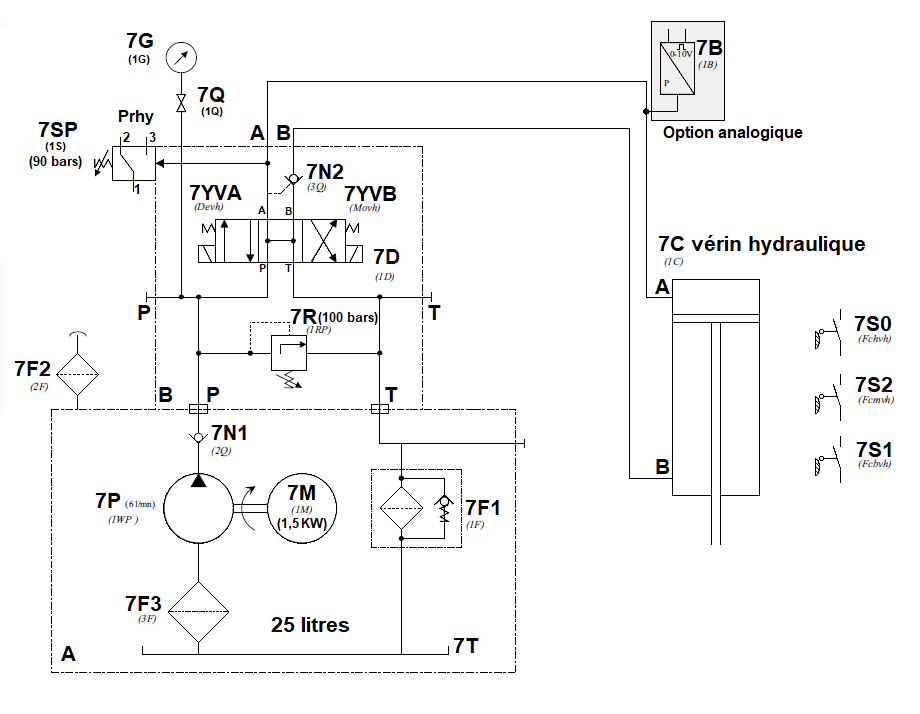 7G
(1G)
7B
(1B)
0-10V
P
Option analogique
7Q
(1Q)
7SP
(1S)
(90 bars)
Prhy
2
3
1
A
B
7N2
(3Q)
7YVA
(Devh)
7YVB
(Movh)
A
B
P
T
7D
(1D)
7C vérin hydraulique
(1C)
A
B
P
T
7R (100 bars)
(1RP)
7F2
(2F)
B
P
T
7S0
(Fchvh)
7S2
(Fcmvh)
7S1
(Fcbvh)
7N1
(2Q)
7P (6 l/mn)
(1WP )
7M
(1M)
(1,5 KW)
7F1
(1F)
7F3
(3F)
25 litres
7T
A